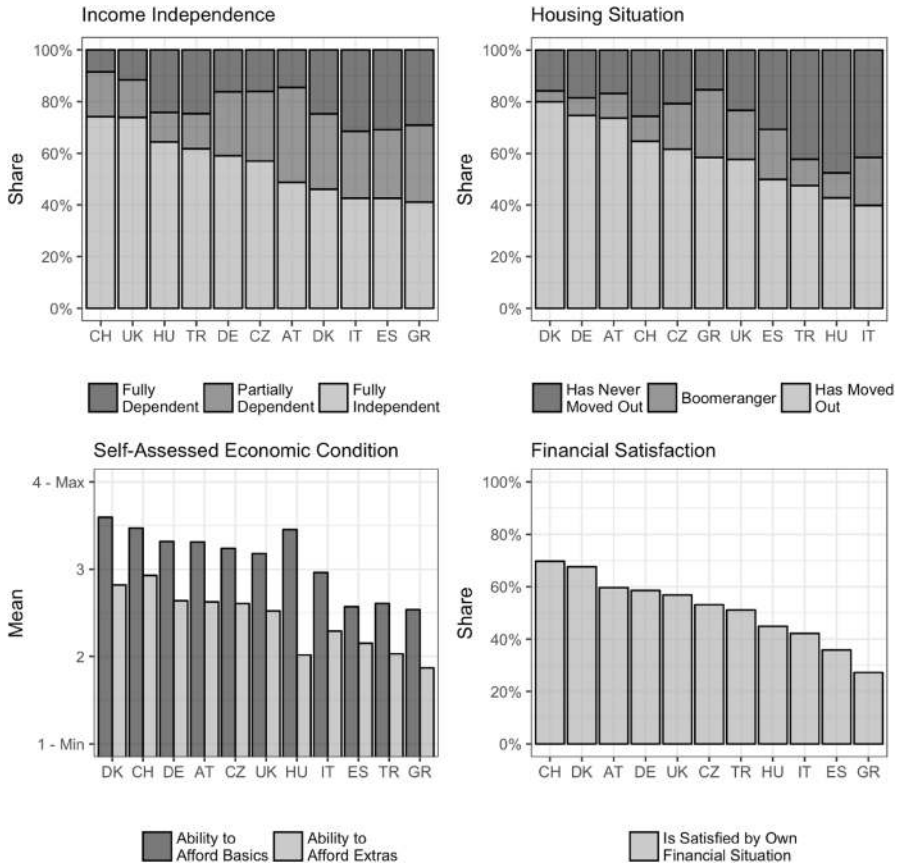 Income Independence
100%
80%
60%
40%
20%
0%
Share
CH UK HU TR DE CZ AT DK IT ES GR
Fully
Dependent
Partially
Dependent
Fully
Independent
Housing Situation
100%
80%
60%
40%
20%
0%
Share
DK DE AT CH CZ GR UK ES TR HU IT
Has Never
Moved Out
Boomeranger
Has Moved
Out
Self-Assessed Economic Condition
4 - Max
3
2
1 - Min
Mean
DK CH DE AT CZ UK HU IT ES TR GR
Ability to
Afford Basics
Ability to
Afford Extras
Financial Satisfaction
100%
80%
60%
40%
20%
0%
Share
CH DK AT DE UK CZ TR HU IT ES GR
Is Satisfied by Own
Financial Situation